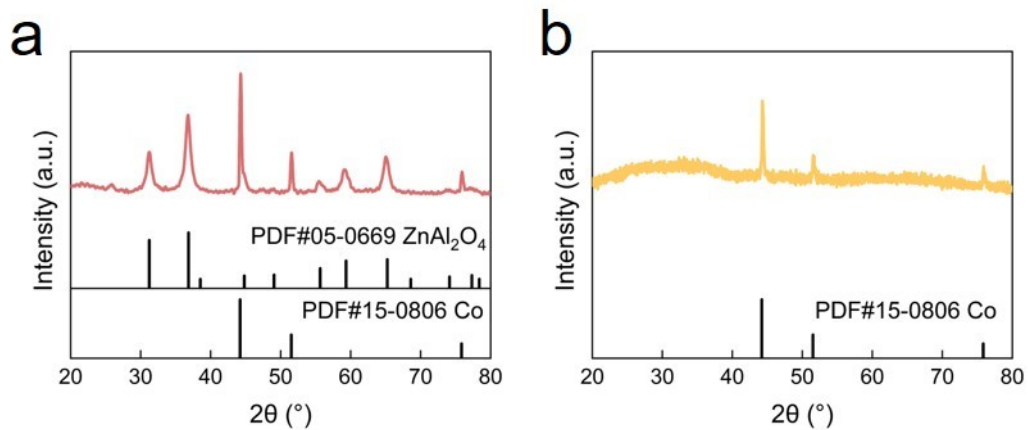 a
Intensity (a.u.)
PDF#05-0669 ZnAl₂O₄
PDF#15-0806 Co
20 30 40 50 60 70 80
2θ (°)
b
Intensity (a.u.)
PDF#15-0806 Co
20 30 40 50 60 70 80
2θ (°)